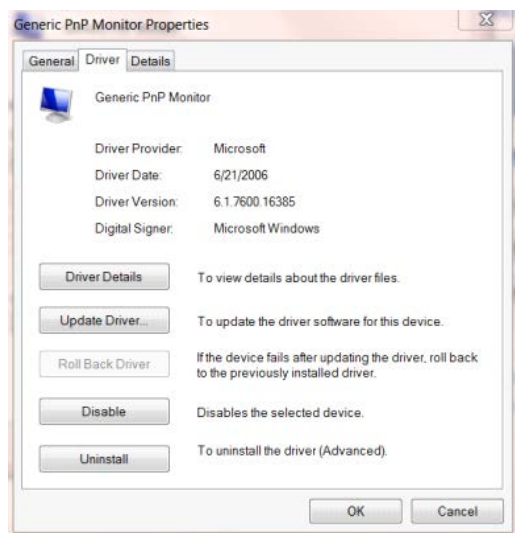 Generic PnP Monitor Properties
General Driver Details
Generic PnP Monitor
Driver Provider: Microsoft
Driver Date: 6/21/2006
Driver Version: 6.1.7600.16385
Digital Signer: Microsoft Windows
Driver Details To view details about the driver files.
Update Driver... To update the driver software for this device.
If the device fails after updating the driver, roll back
Roll Back Driver to the previously installed driver.
Disable Disables the selected device.
Uninstall To uninstall the driver (Advanced).
OK Cancel